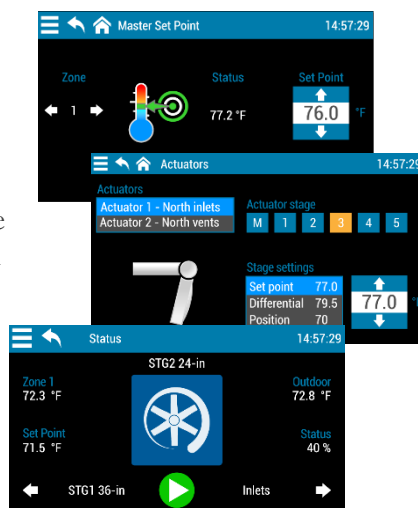 Master Set Point 14:57:29
Zone Status Set Point
1 77.2 °F 76.0 °F
Actuators 14:57:29
Actuators
Actuator 1 - North inlets
Actuator 2 - North vents
Actuator stage
M 1 2 3 4 5
Stage settings
Set point 77.0
Differential 79.5
Position 70
77.0
Status 14:57:29
STG2 24-in
Zone 1
72.3 °F
Outdoor
72.8 °F
Set Point
71.5 °F
Status
40 %
STG1 36-in Inlets